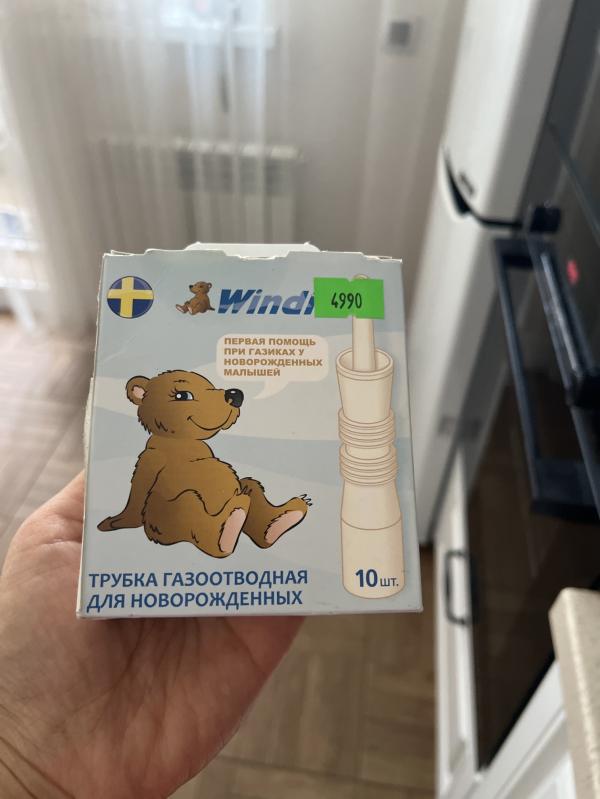 Windi
4990
ПЕРВАЯ ПОМОЩЬ
ПРИ ГАЗИКАХ У
НОВОРОЖДЕННЫХ
МАЛЫШЕЙ
ТРУБКА ГАЗООТВОДНАЯ
ДЛЯ НОВОРОЖДЕННЫХ
10 шт.